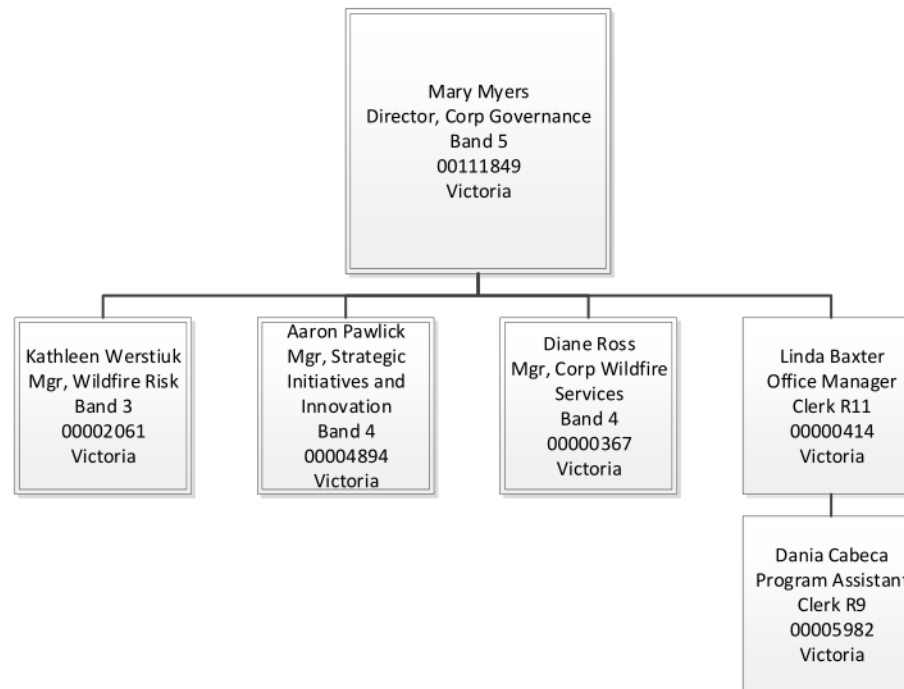 Mary Myers
Director, Corp Governance
Band 5
00111849
Victoria
Kathleen Werstiuk
Mgr, Wildfire Risk
Band 3
00002061
Victoria
Aaron Pawlick
Mgr, Strategic
Initiatives and
Innovation
Band 4
00004894
Victoria
Diane Ross
Mgr, Corp Wildfire
Services
Band 4
00000367
Victoria
Linda Baxter
Office Manager
Clerk R11
00000414
Victoria
Dania Cabeca
Program Assistant
Clerk R9
00005982
Victoria